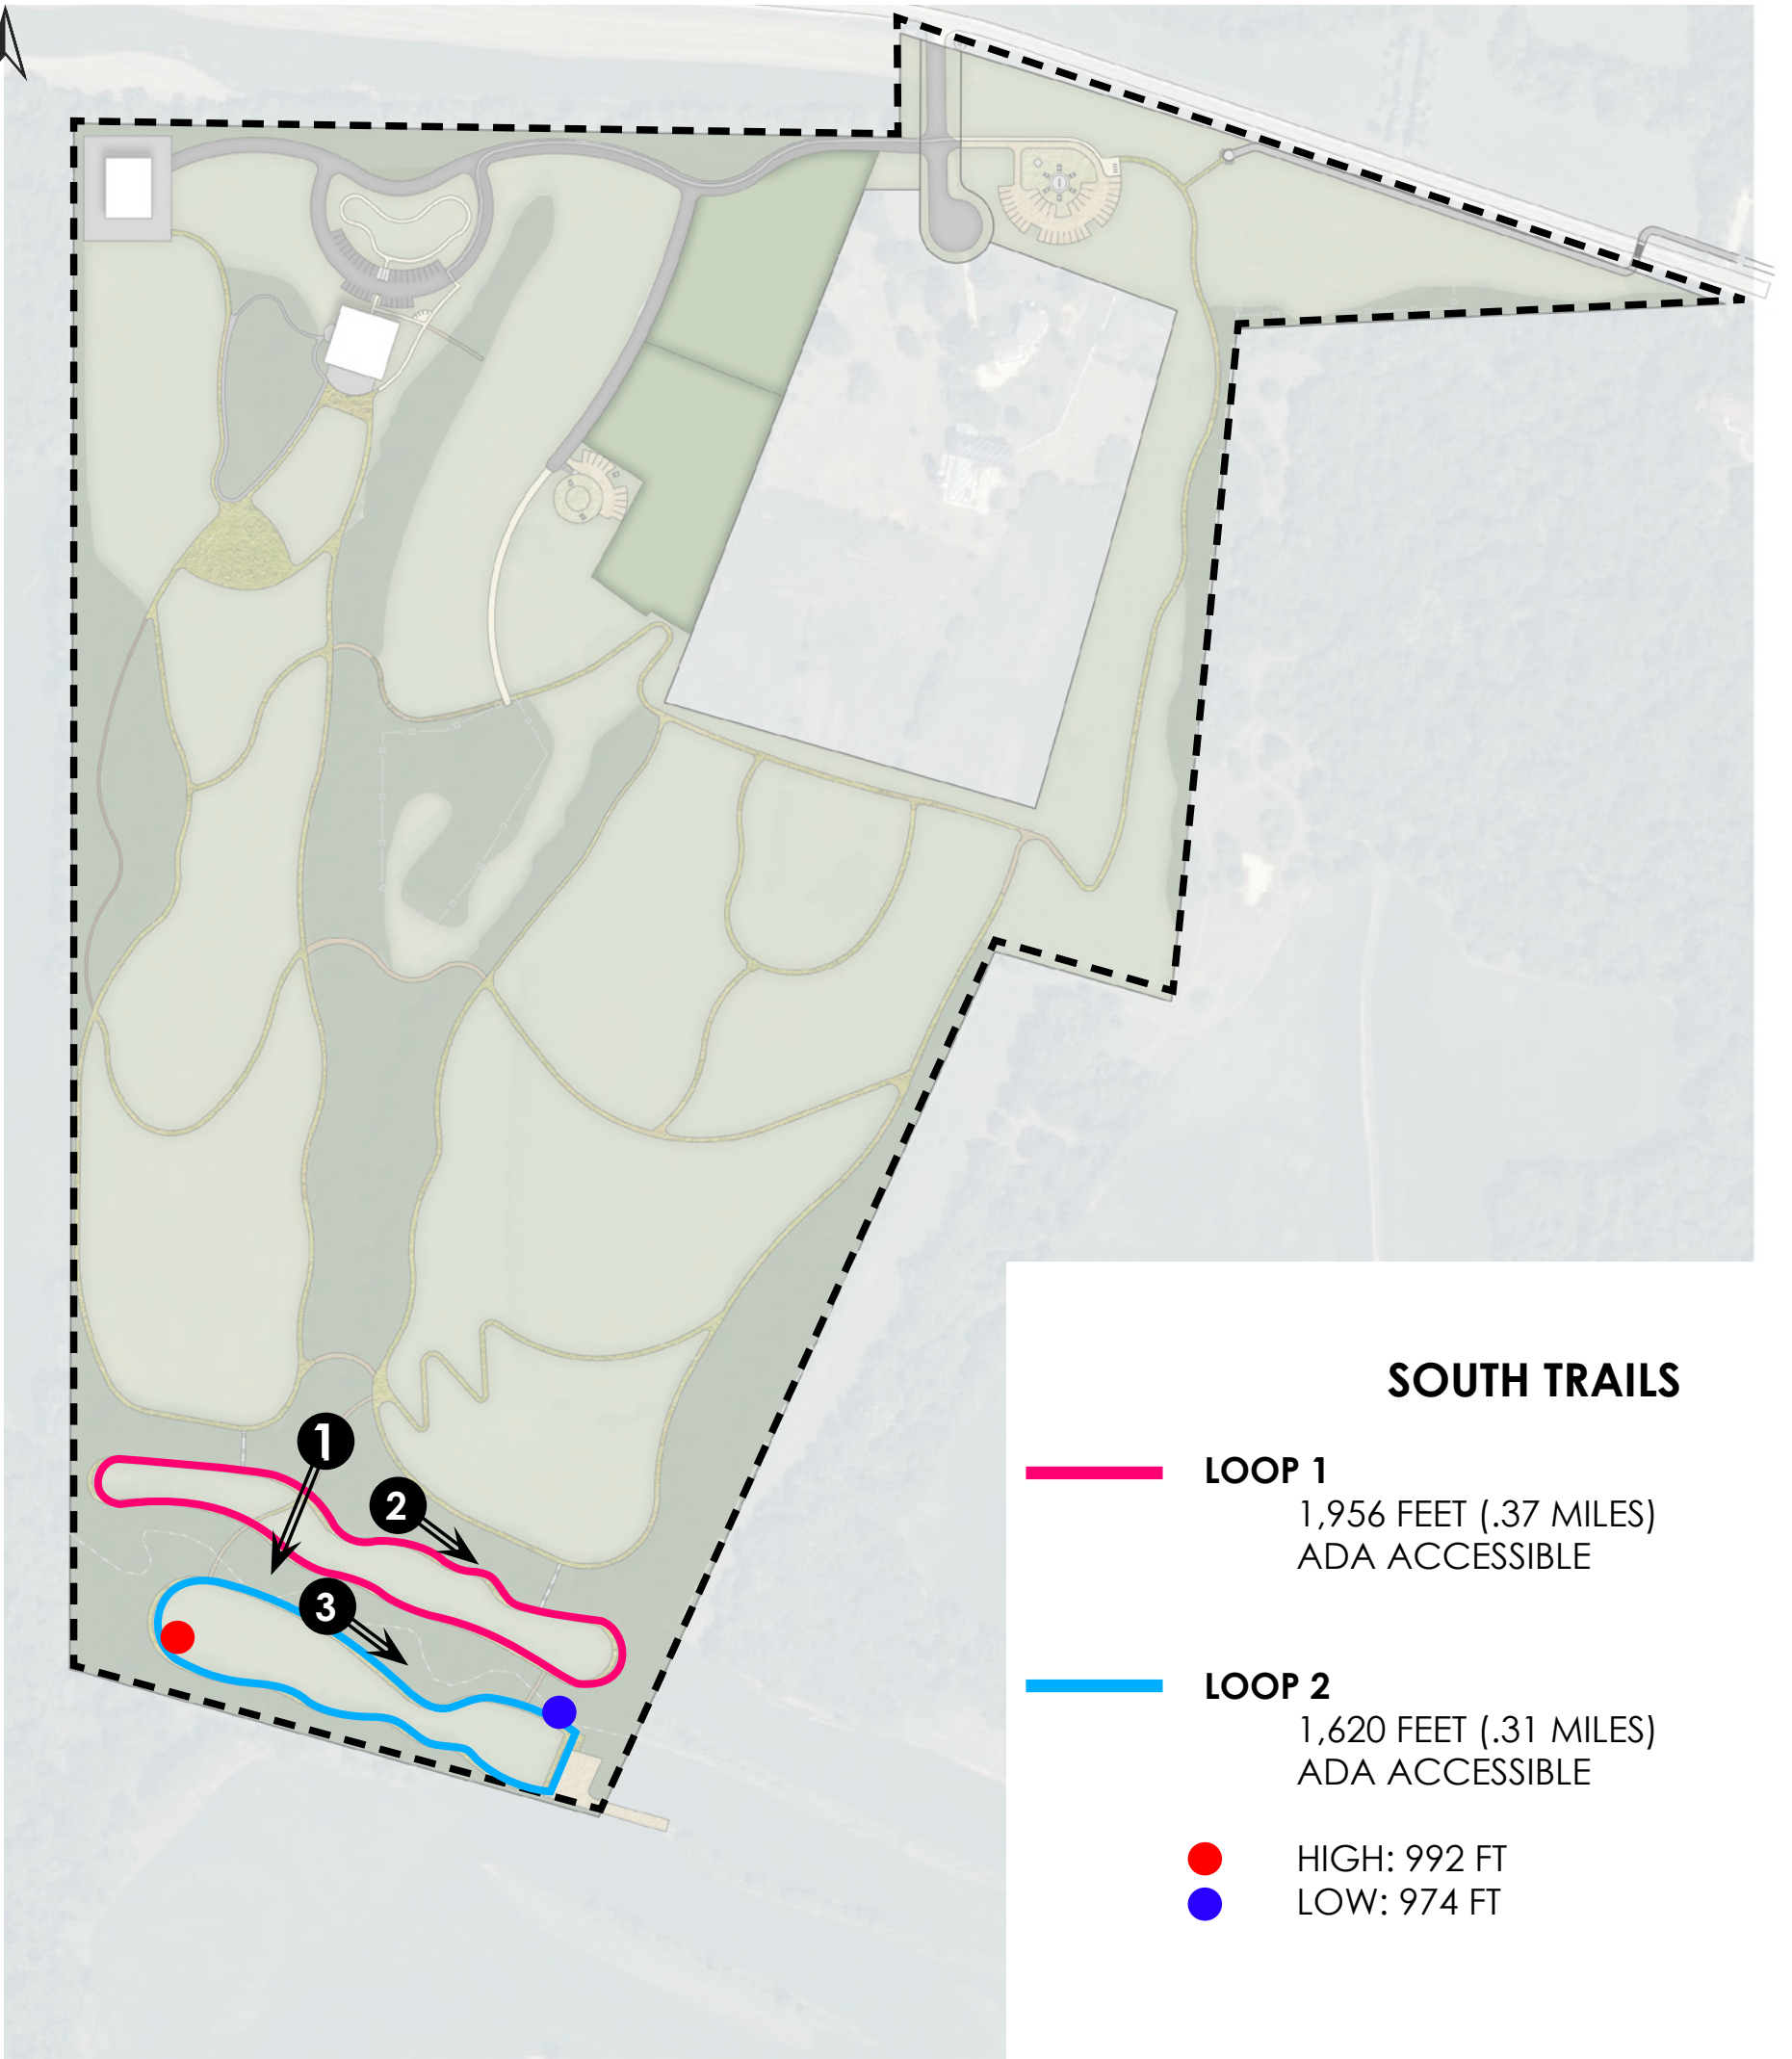 1
2
3
SOUTH TRAILS
LOOP 1
1,956 FEET (.37 MILES)
ADA ACCESSIBLE
LOOP 2
1,620 FEET (.31 MILES)
ADA ACCESSIBLE
HIGH: 992 FT
LOW: 974 FT